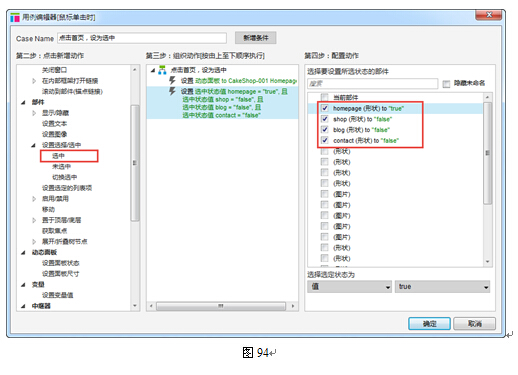 用例编辑器[鼠标单击时]
Case Name 点击首页，设为选中 新增条件
第二步：点击新增动作
关闭窗口
在内部框架打开链接
滚动到部件(锚点链接)
部件
显示/隐藏
设置文本
设置图像
设置选择/选中
选中
未选中
切换选中
设置选定的列表项
启用/禁用
移动
置于顶层/底层
获取焦点
展开/折叠树节点
动态面板
设置面板状态
设置面板尺寸
变量
设置变量值
中继器
第三步：组织动作(按由上至下顺序执行)
点击首页，设为选中
设置 动态面板 to CakeShop-001 Homepage
设置 选中状态值 homepage = "true", 且
选中状态值 shop = "false", 且
选中状态值 blog = "false", 且
选中状态值 contact = "false"
第四步：配置动作
选择要设置所选状态的部件
隐藏未命名
当前部件
homepage (形状) to "true"
shop (形状) to "false"
blog (形状) to "false"
contact (形状) to "false"
(形状)
(形状)
(图片)
(图片)
(图片)
(图片)
(形状)
(形状)
(形状)
选择选定状态为
值 true
确定 取消
图 94